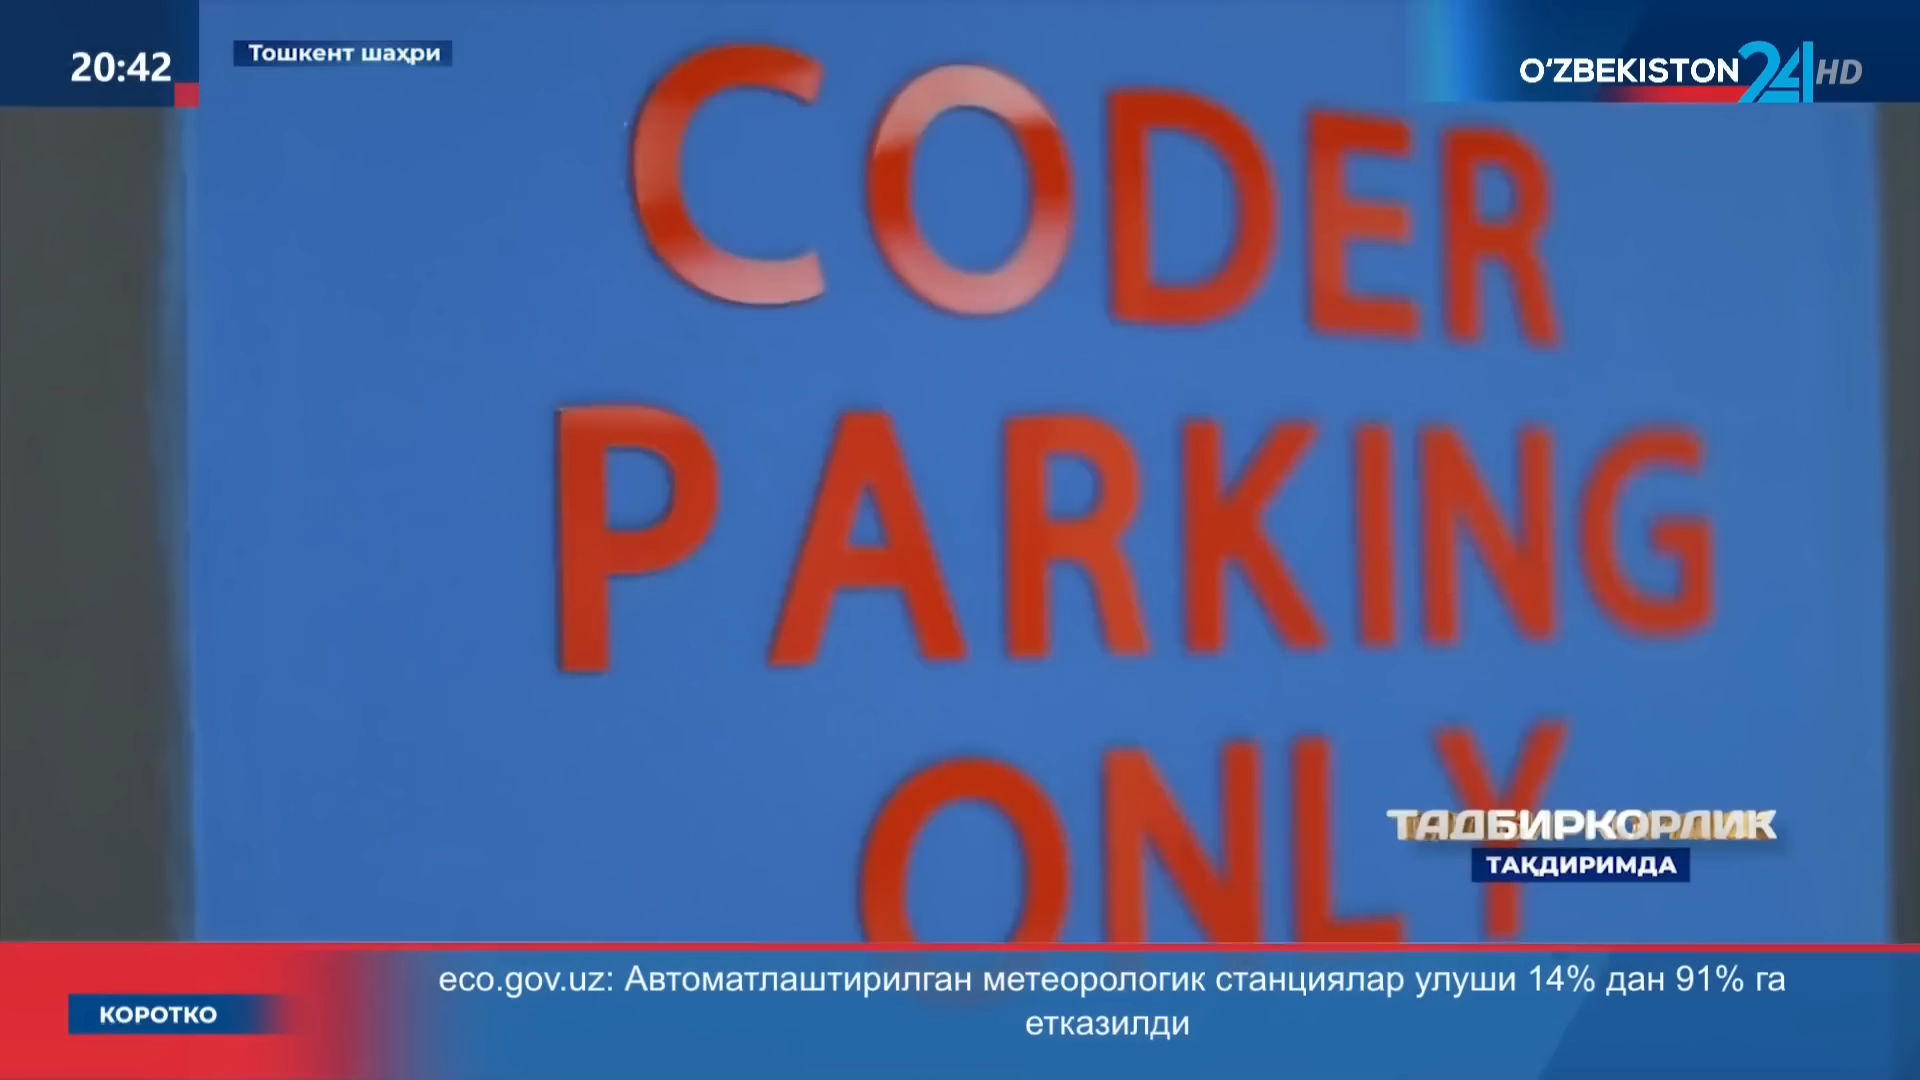 20:42
Тошкент шаҳри
O‘ZBEKISTON 24 HD
CODER
PARKING
ONLY
ТАДБИРКОРЛИК
ТАҚДИРИМДА
КОРОТКО
eco.gov.uz: Автоматлаштирилган метеорологик станциялар улуши 14% дан 91% га
етказилди